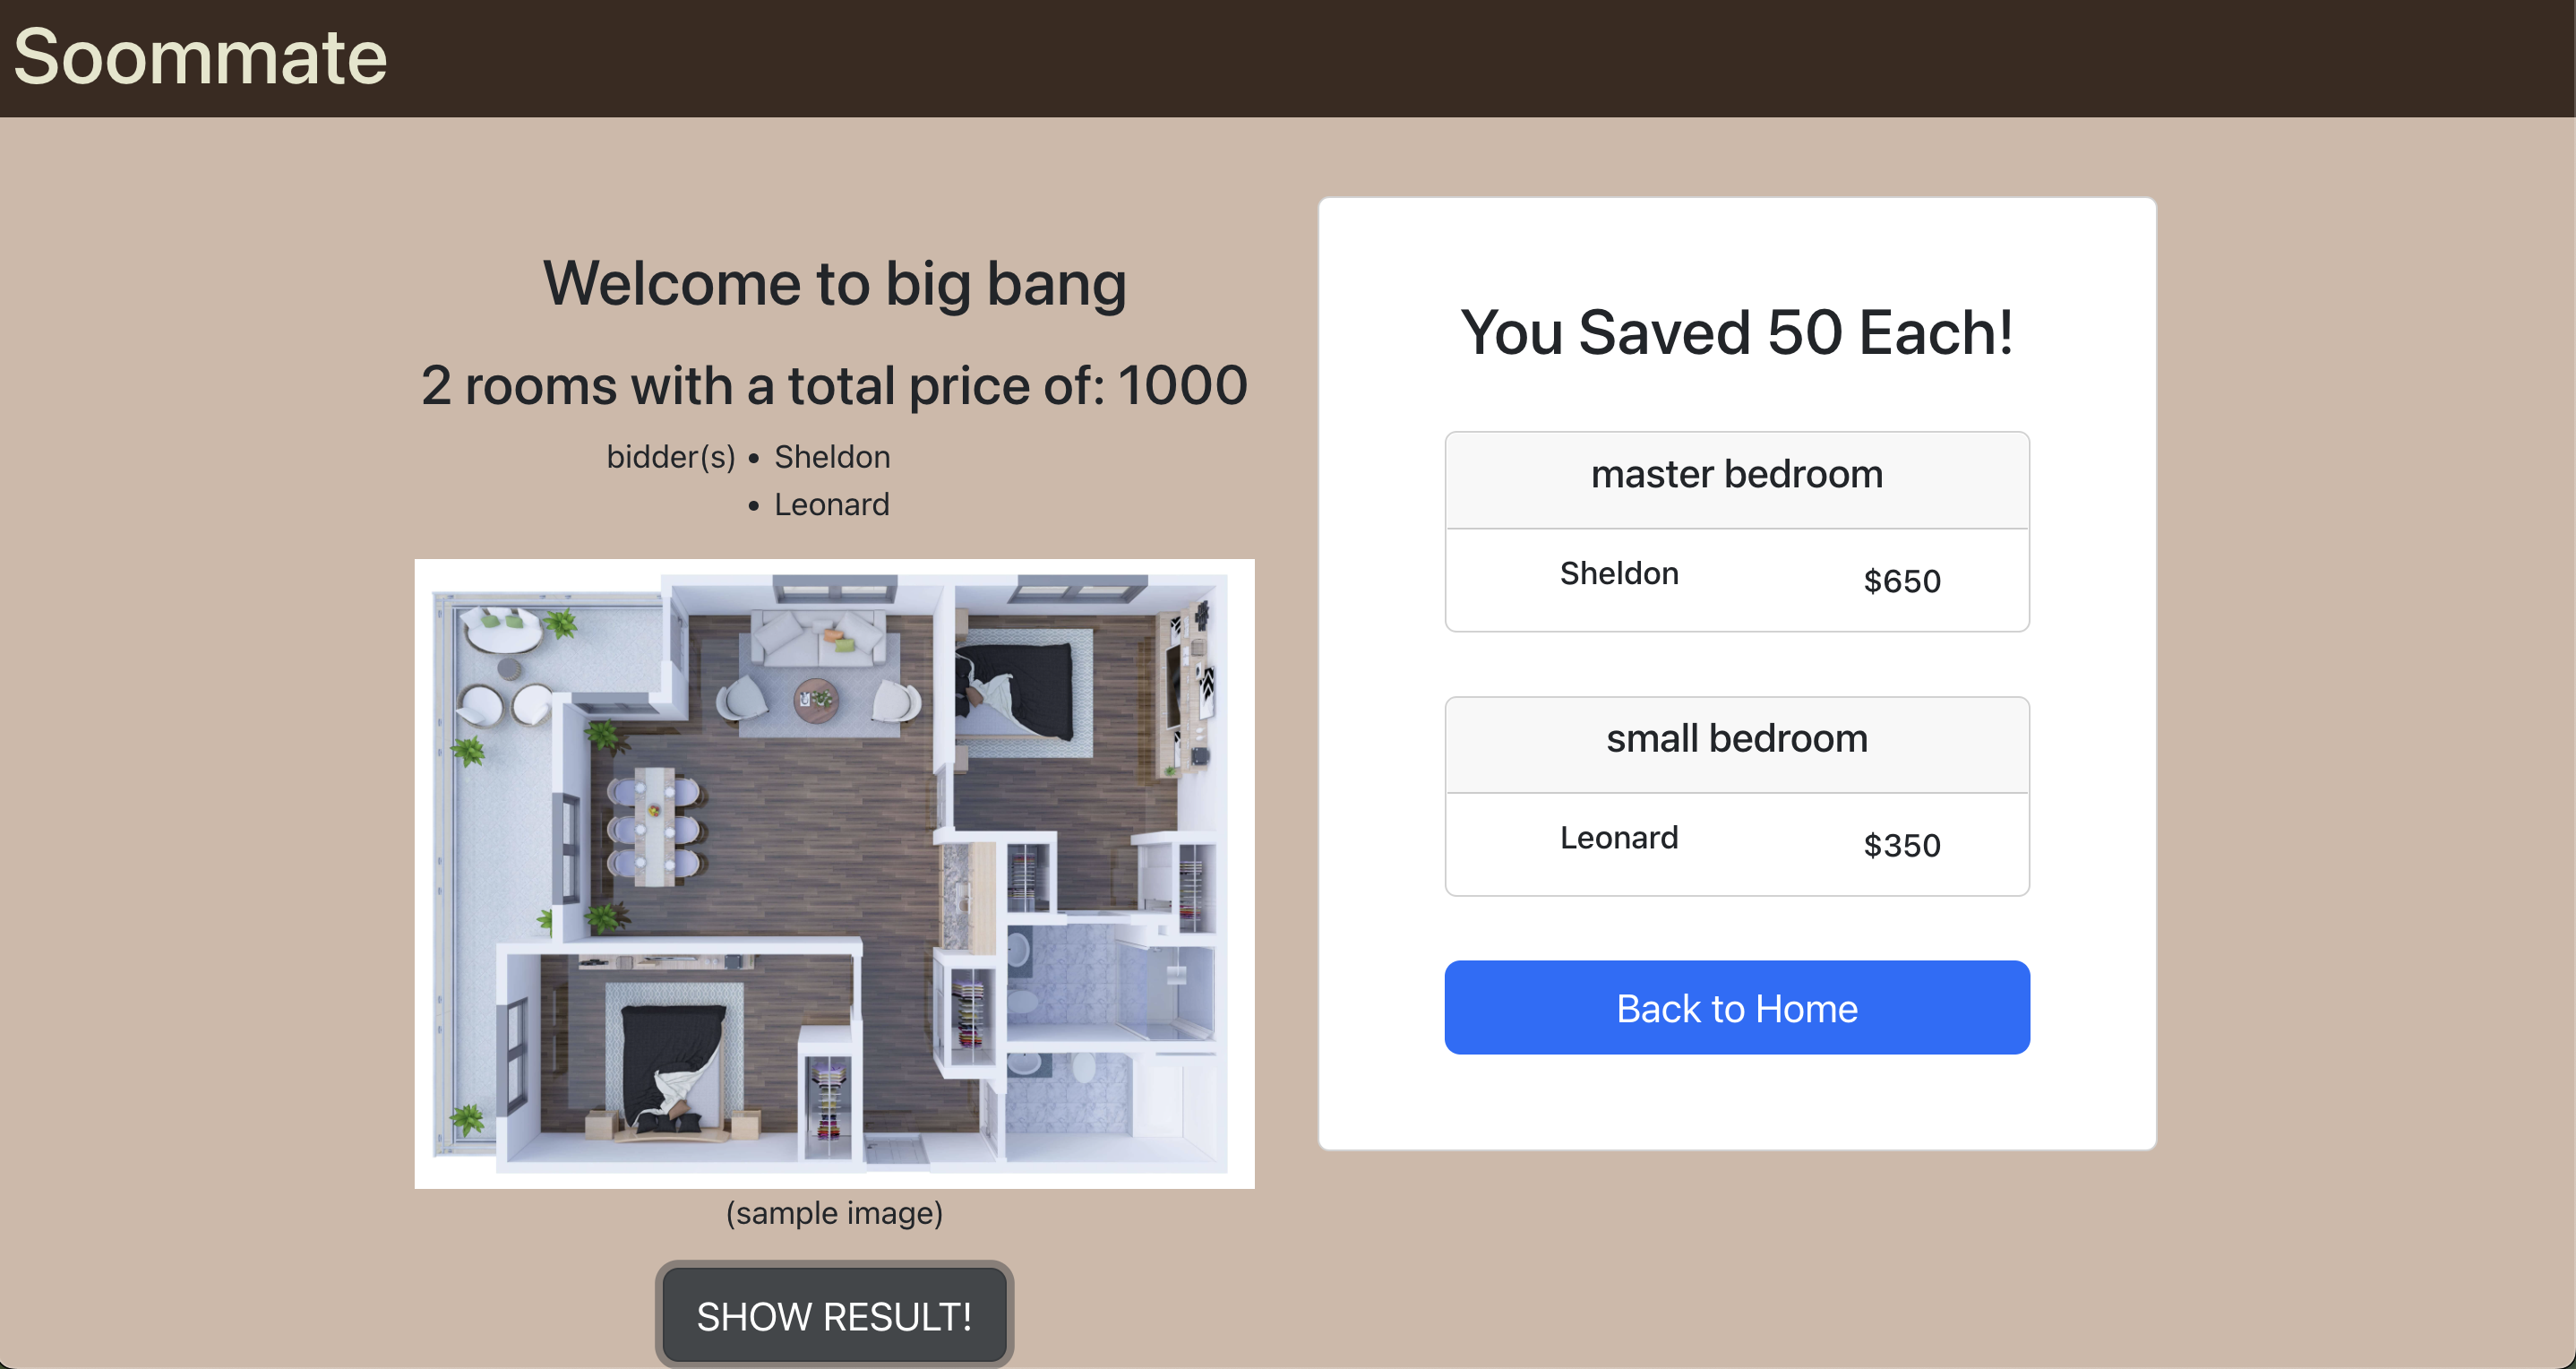 Soommate
Welcome to big bang
2 rooms with a total price of: 1000
bidder(s) • Sheldon
• Leonard
(sample image)
SHOW RESULT!
You Saved 50 Each!
master bedroom
Sheldon $650
small bedroom
Leonard $350
Back to Home